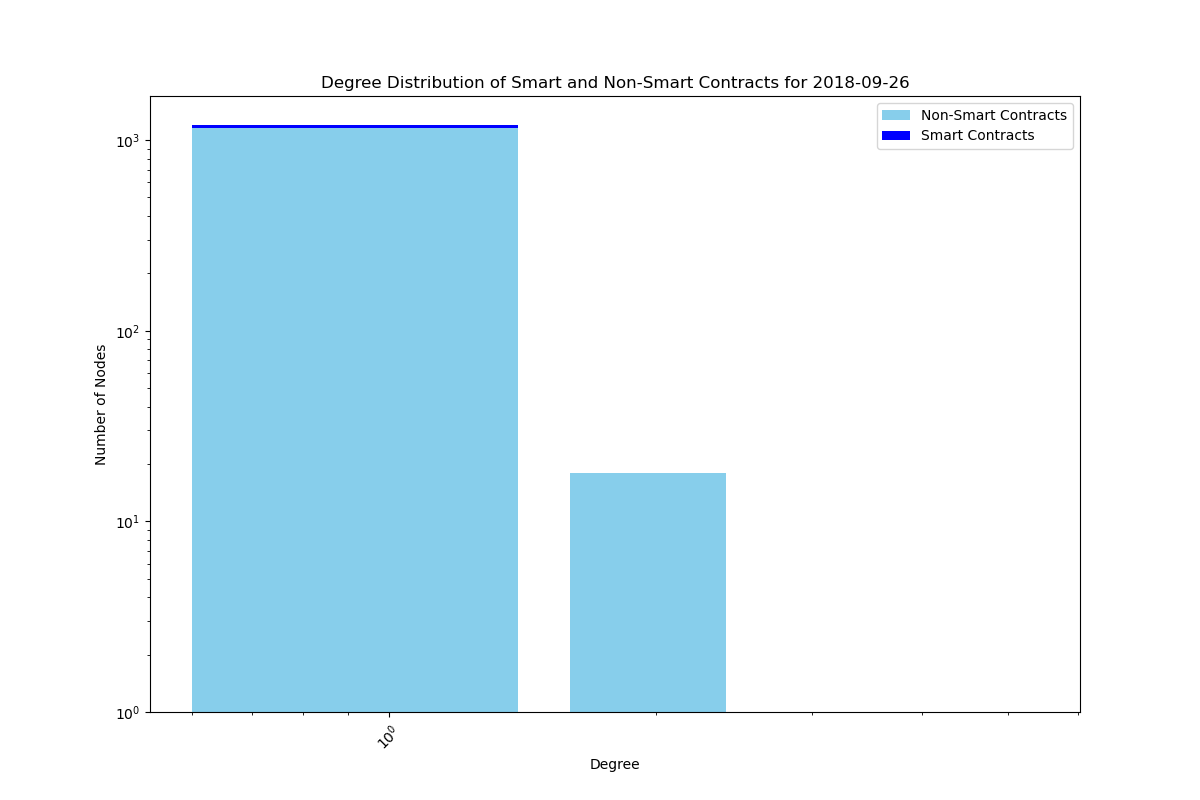 Degree Distribution of Smart and Non-Smart Contracts for 2018-09-26
Non-Smart Contracts
Smart Contracts
10³
10²
10¹
10⁰
Number of Nodes
10⁰
Degree